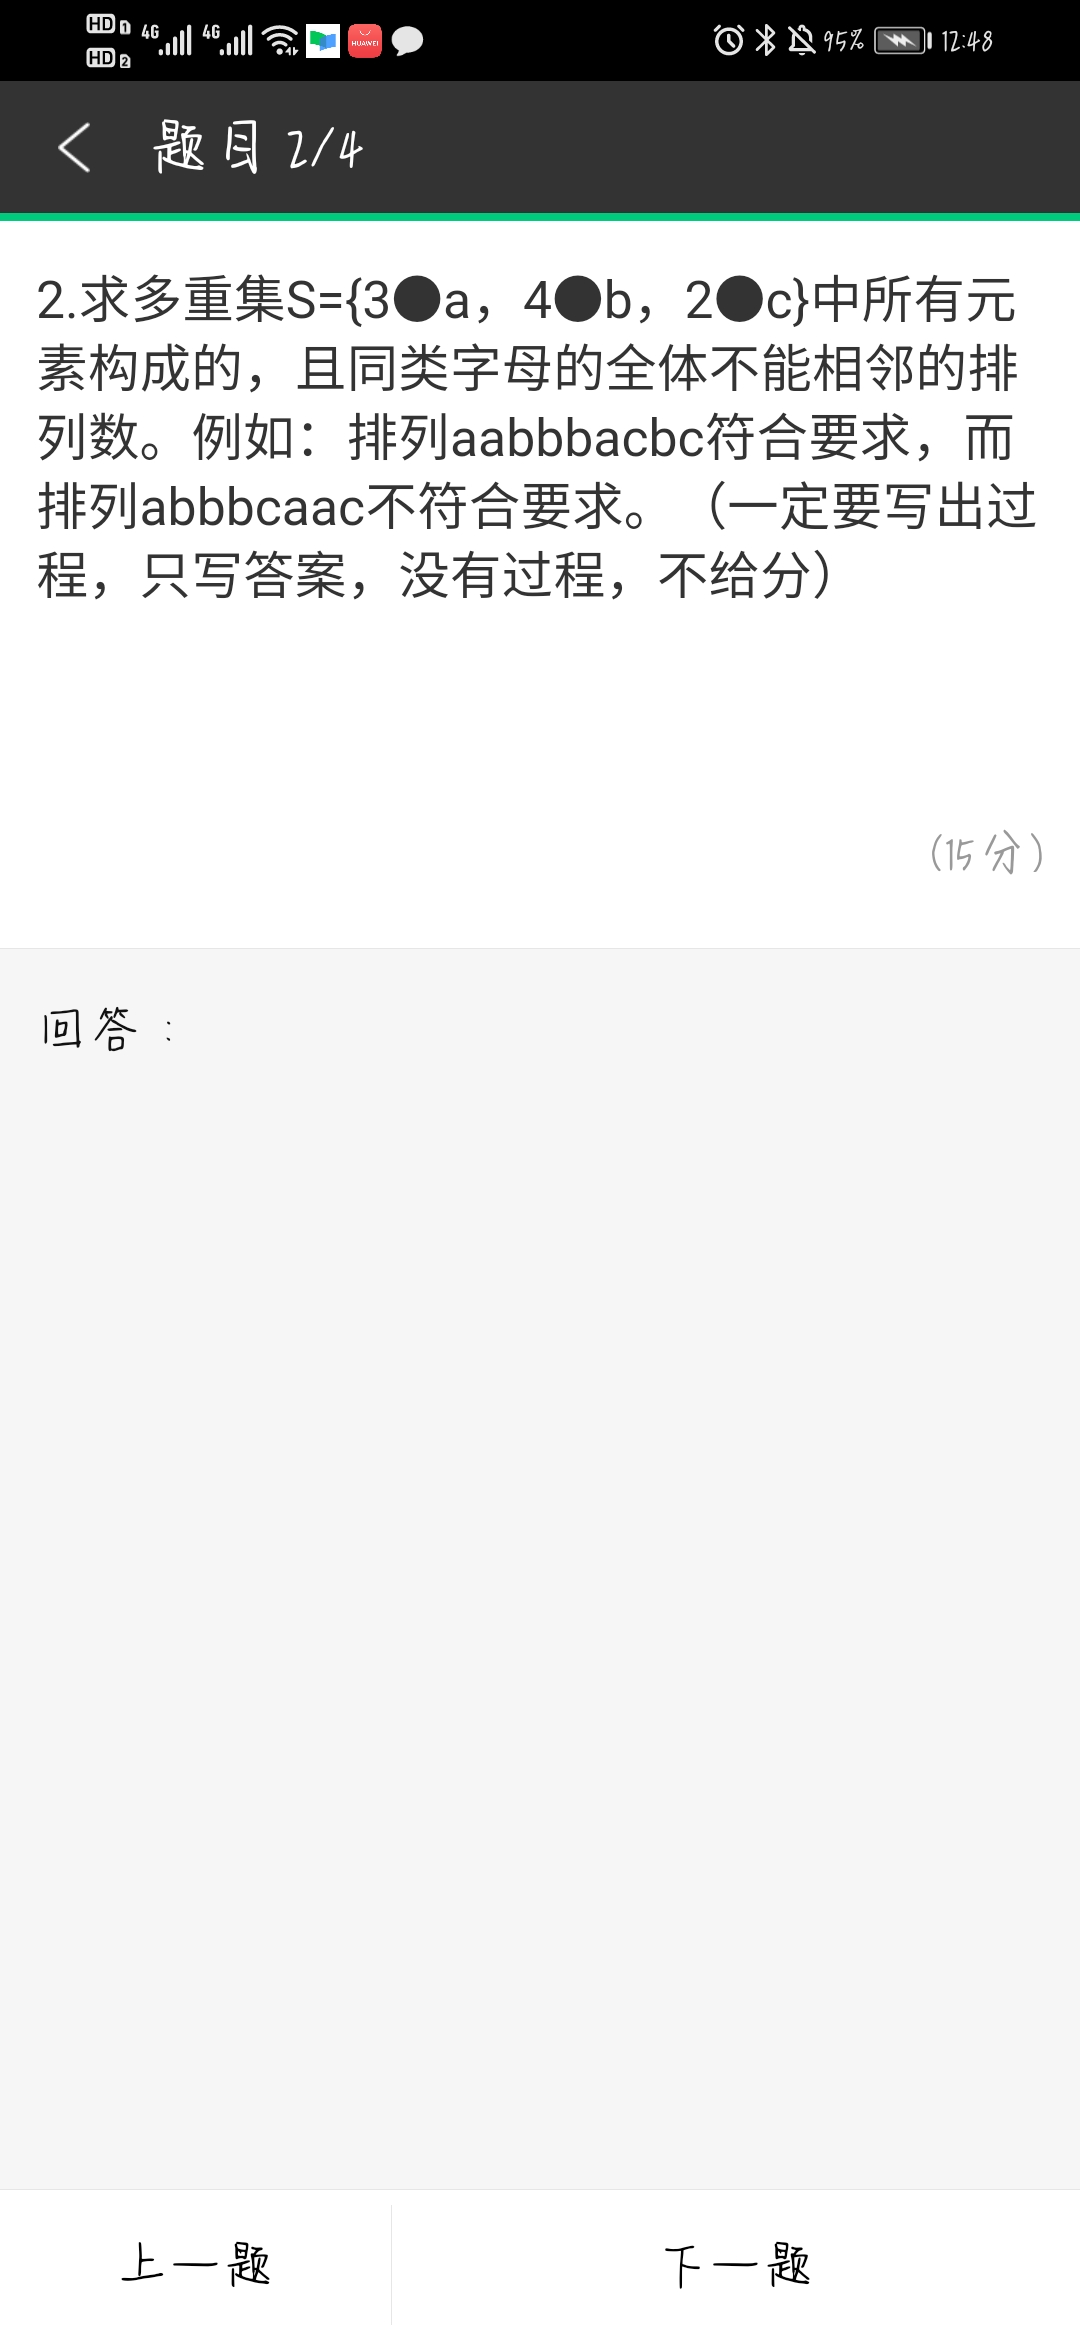 HD 1 4G 4G HUAWEI 95% 12:48
HD 2
题目 2/4
2.求多重集S={3●a，4●b，2●c}中所有元
素构成的，且同类字母的全体不能相邻的排
列数。例如：排列aabbbacbc符合要求，而
排列abbbcaac不符合要求。（一定要写出过
程，只写答案，没有过程，不给分）
(15分)
回答：
上一题 下一题